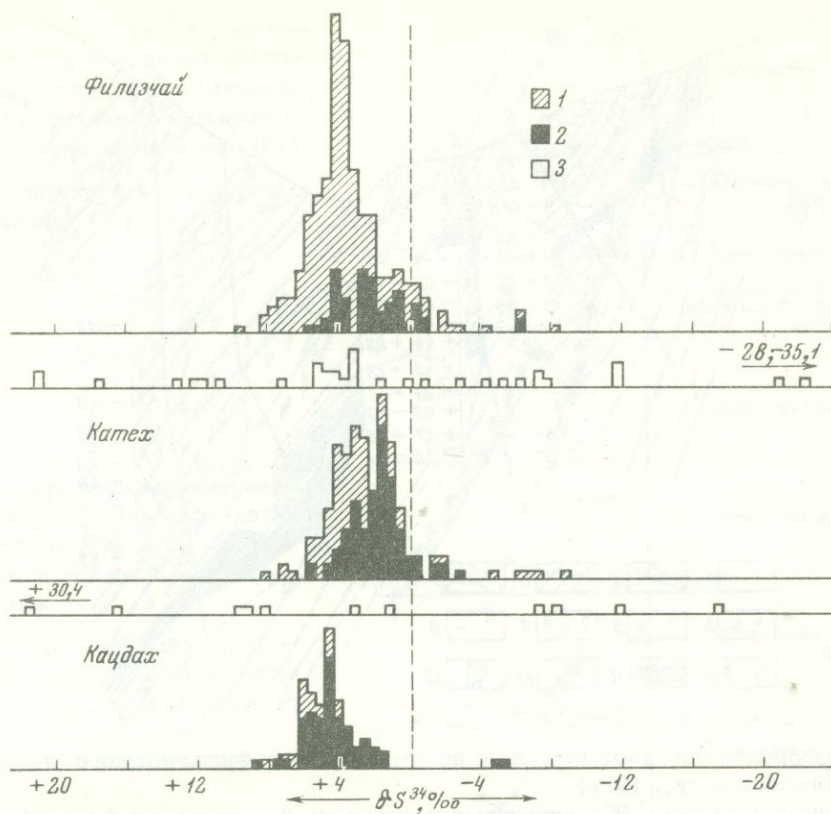 Филизчай
1
2
3
– 28,–35,1
Катех
+ 30,4
Кацдах
+20 +12 +4 –4 –12 –20
δS³⁴, ‰